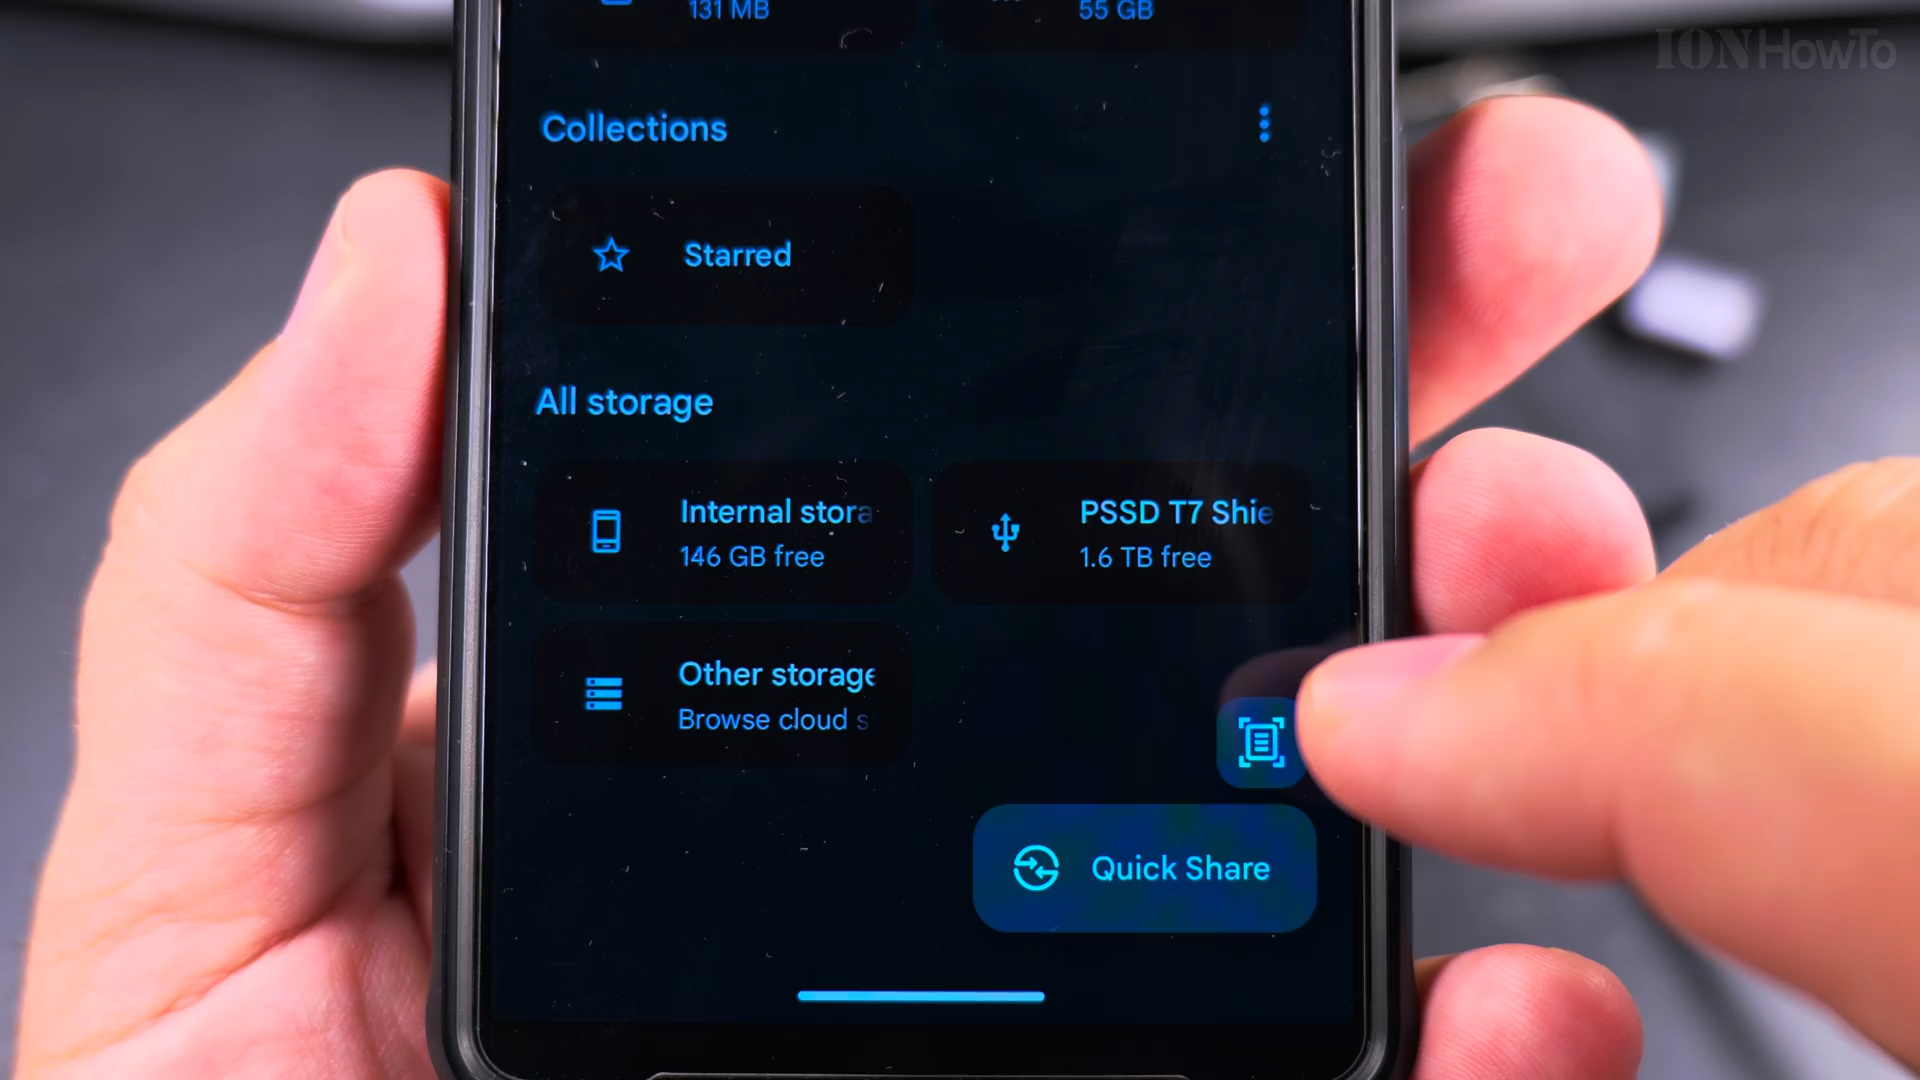 IONHowTo
131 MB
55 GB
Collections
Starred
All storage
Internal stora
146 GB free
PSSD T7 Shie
1.6 TB free
Other storage
Browse cloud s
Quick Share